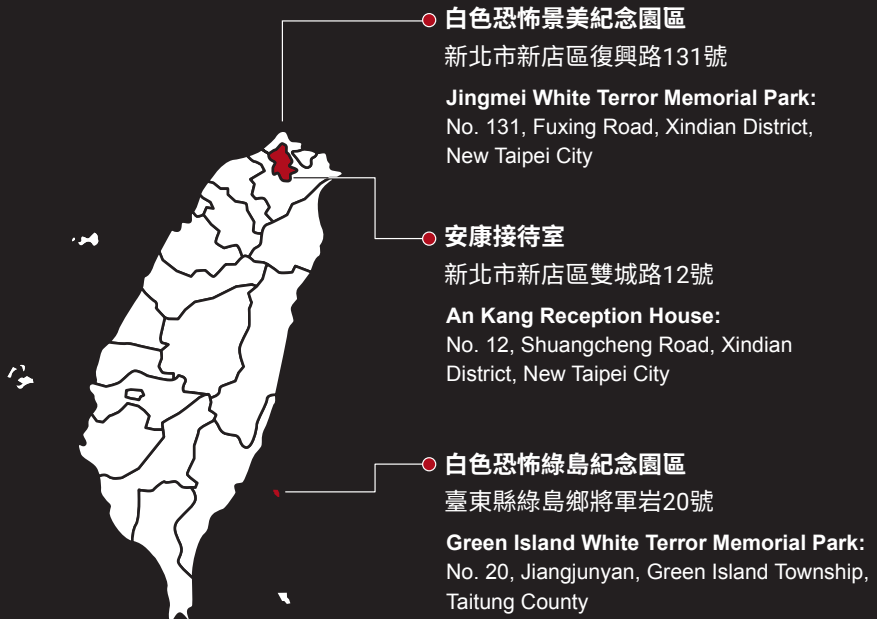 白色恐怖景美紀念園區
新北市新店區復興路131號
Jingmei White Terror Memorial Park:
No. 131, Fuxing Road, Xindian District,
New Taipei City
安康接待室
新北市新店區雙城路12號
An Kang Reception House:
No. 12, Shuangcheng Road, Xindian
District, New Taipei City
白色恐怖綠島紀念園區
臺東縣綠島鄉將軍岩20號
Green Island White Terror Memorial Park:
No. 20, Jiangjunyan, Green Island Township,
Taitung County